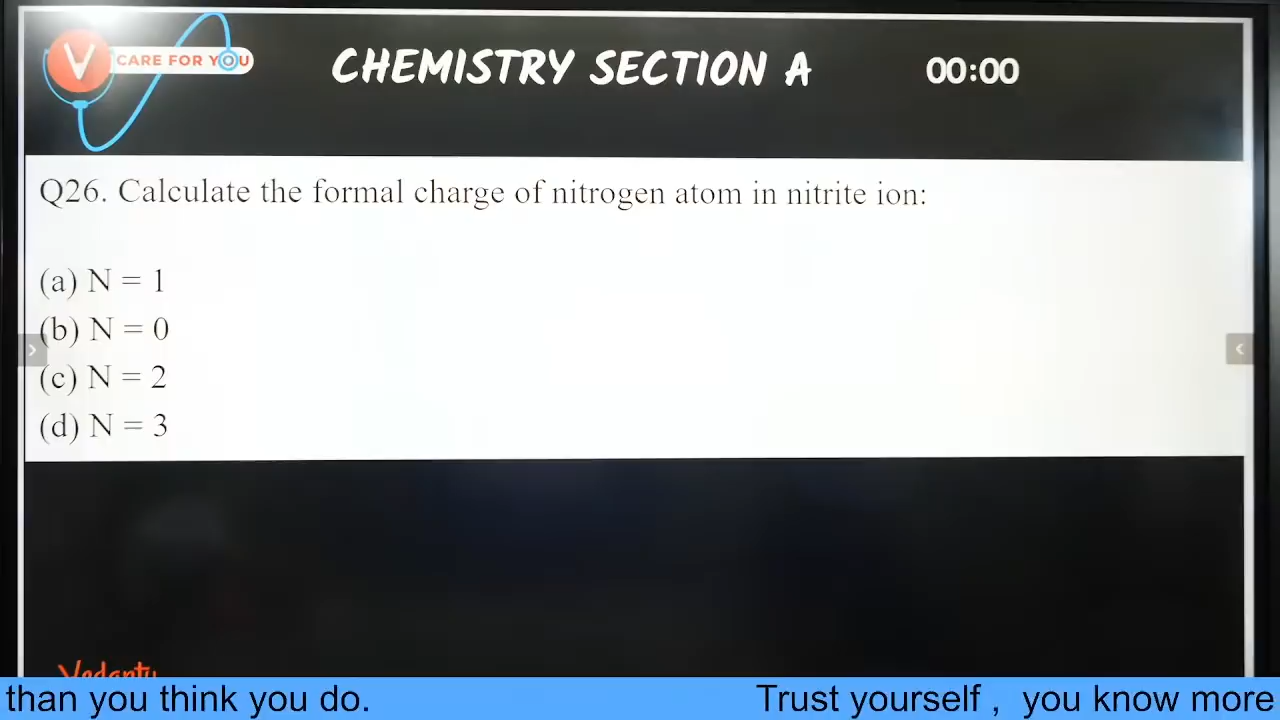 V CARE FOR YOU
CHEMISTRY SECTION A
00:00
Q26. Calculate the formal charge of nitrogen atom in nitrite ion:
(a) N = 1
(b) N = 0
(c) N = 2
(d) N = 3
than you think you do. Trust yourself , you know more